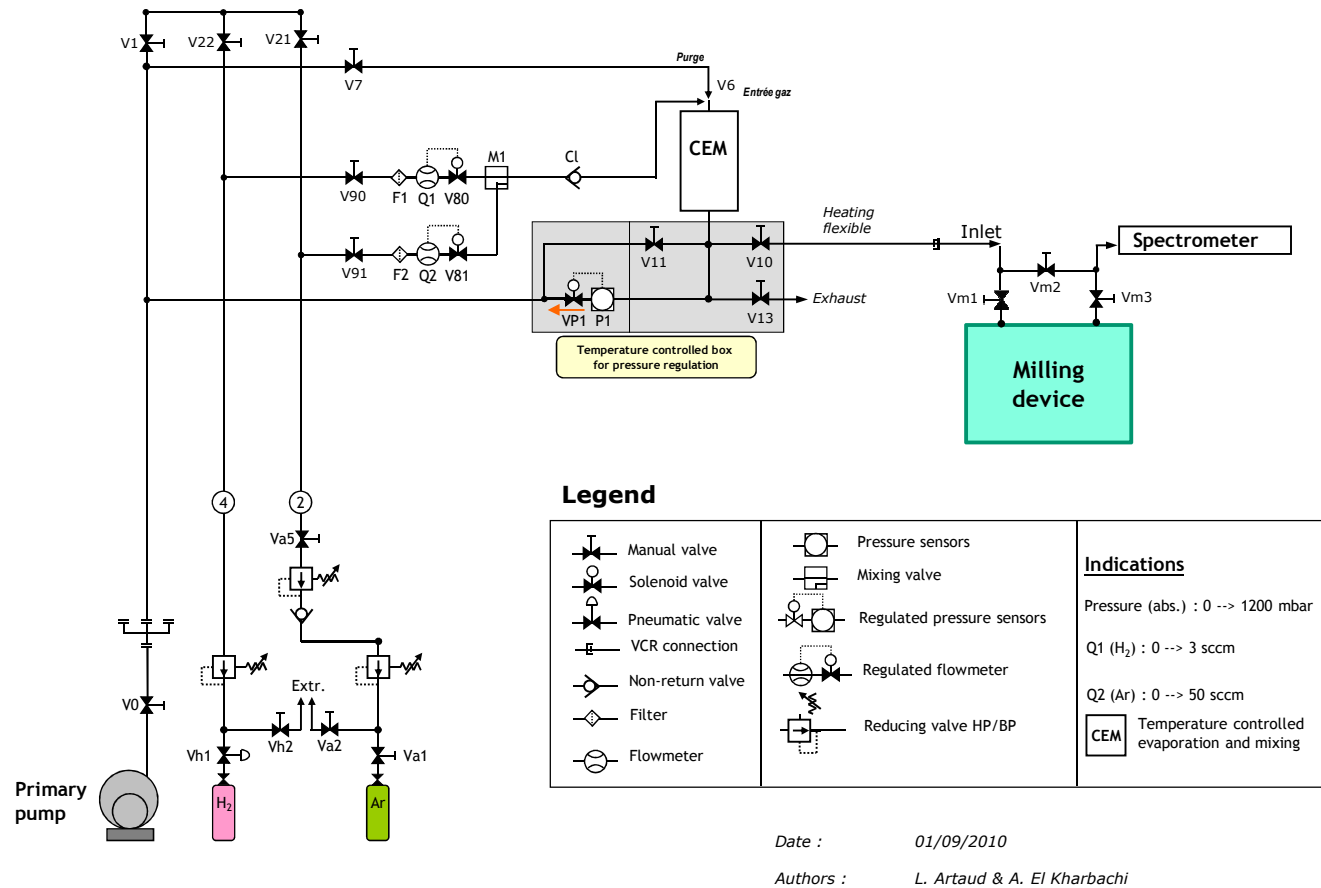 V1
V22
V21
V7
Purge
V6
Entrée gaz
CEM
M1
Cl
V90
F1
Q1
V80
V91
F2
Q2
V81
V11
V10
Heating
flexible
Inlet
Spectrometer
Vm2
Vm1
Vm3
VP1
P1
V13
Exhaust
Temperature controlled box
for pressure regulation
Milling
device
4
2
Va5
Extr.
V0
Vh2
Va2
Vh1
Va1
Primary
pump
H2
Ar
Legend
Manual valve
Solenoid valve
Pneumatic valve
VCR connection
Non-return valve
Filter
Flowmeter
Pressure sensors
Mixing valve
Regulated pressure sensors
Regulated flowmeter
Reducing valve HP/BP
Indications
Pressure (abs.) : 0 --> 1200 mbar
Q1 (H2) : 0 --> 3 sccm
Q2 (Ar) : 0 --> 50 sccm
CEM
Temperature controlled
evaporation and mixing
Date : 01/09/2010
Authors : L. Artaud & A. El Kharbachi